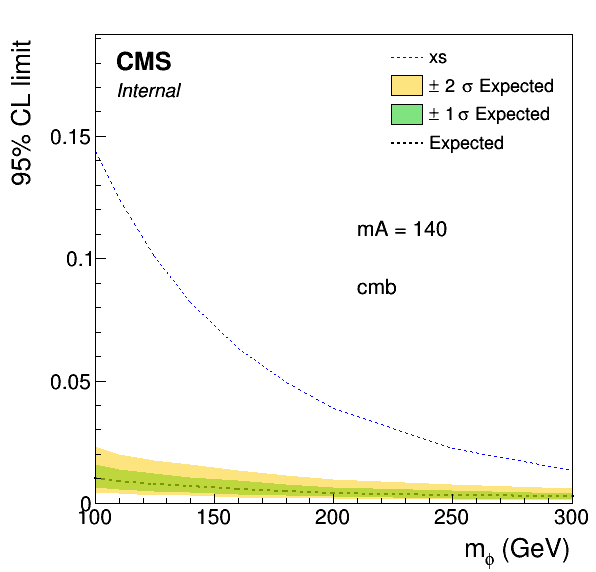 95% CL limit
CMS
Internal
xs
± 2 σ Expected
± 1 σ Expected
Expected
mA = 140
cmb
0.15
0.1
0.05
0
100 150 200 250 300
m_ϕ (GeV)